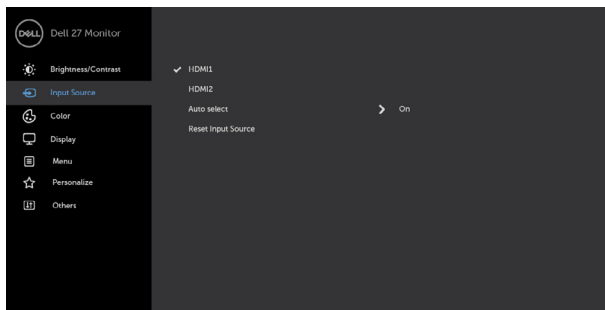 DELL Dell 27 Monitor
Brightness/Contrast
Input Source
Color
Display
Menu
Personalize
Others
HDMI1
HDMI2
Auto select On
Reset Input Source